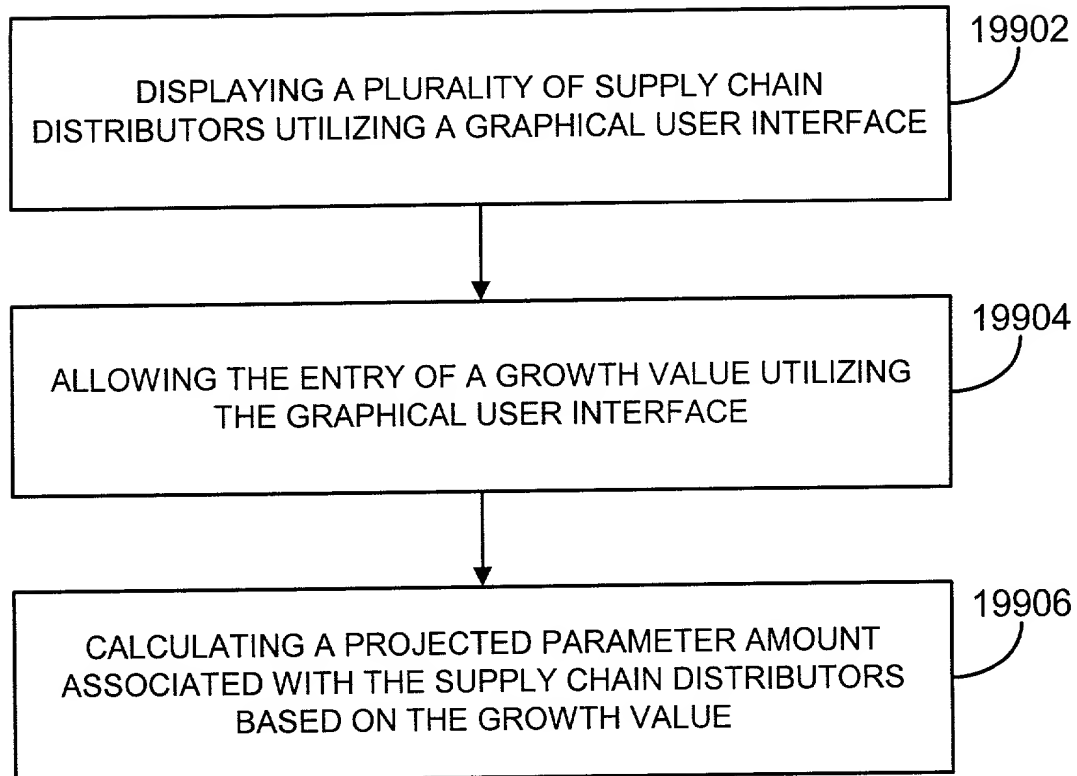 19902
DISPLAYING A PLURALITY OF SUPPLY CHAIN
DISTRIBUTORS UTILIZING A GRAPHICAL USER INTERFACE
19904
ALLOWING THE ENTRY OF A GROWTH VALUE UTILIZING
THE GRAPHICAL USER INTERFACE
19906
CALCULATING A PROJECTED PARAMETER AMOUNT
ASSOCIATED WITH THE SUPPLY CHAIN DISTRIBUTORS
BASED ON THE GROWTH VALUE